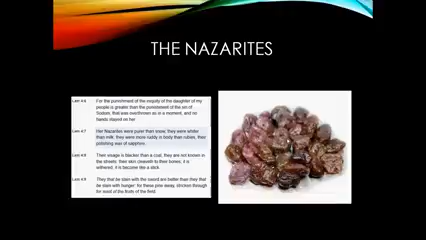 THE NAZARITES
Lam 4:6 For the punishment of the iniquity of the daughter of my
people is greater than the punishment of the sin of
Sodom, that was overthrown as in a moment, and no
hands stayed on her
Lam 4:7 Her Nazarites were purer than snow, they were whiter
than milk, they were more ruddy in body than rubies, their
polishing was of sapphire.
Lam 4:8 Their visage is blacker than a coal; they are not known in
the streets: their skin cleaveth to their bones; it is
withered, it is become like a stick.
Lam 4:9 They that be slain with the sword are better than they that
be slain with hunger: for these pine away, stricken through
for want of the fruits of the field.